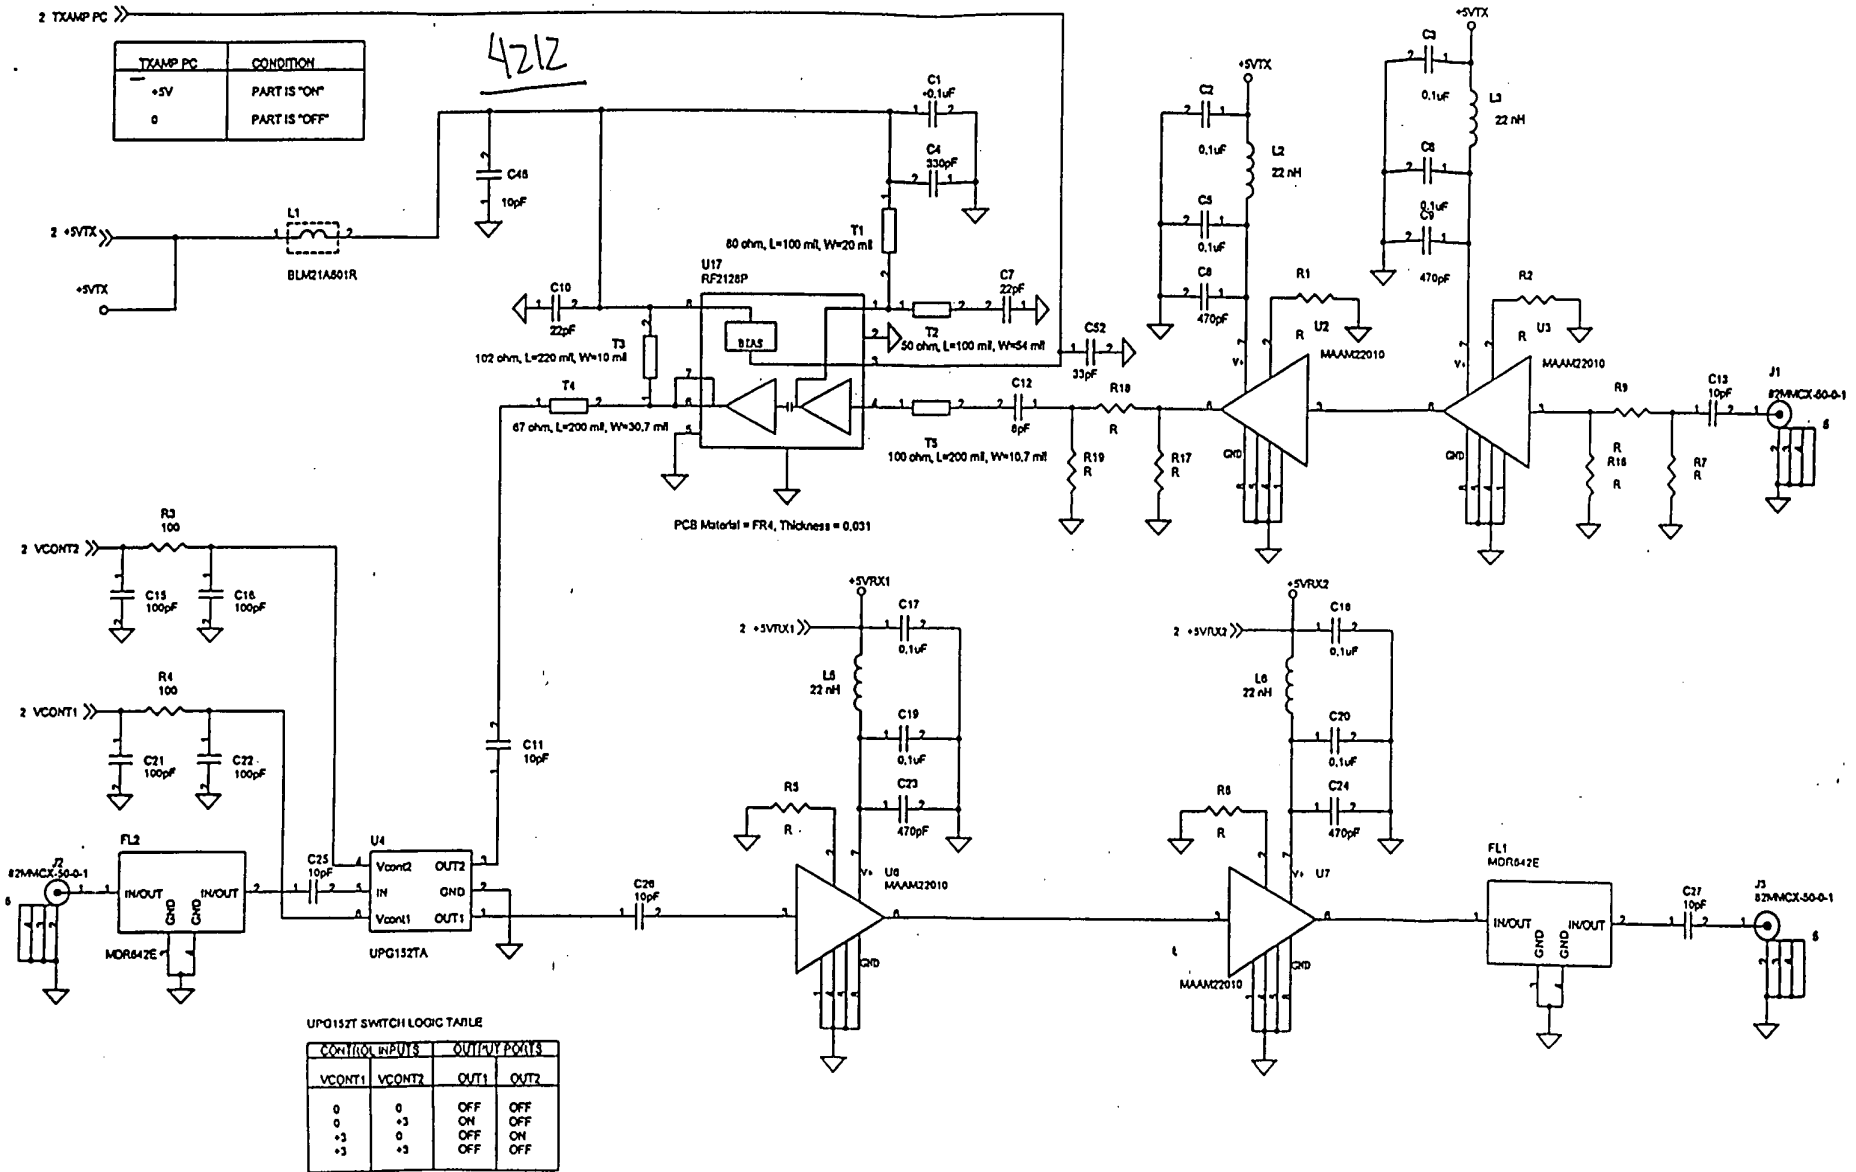 2 TXAMP PC
TXAMP PC CONDITION
+5V PART IS "ON"
0 PART IS "OFF"
4212
+5VTX
C3
0.1uF
L3
22 nH
C6
0.1uF
C9
470pF
+5VTX
C2
0.1uF
L2
22 nH
C5
0.1uF
C8
470pF
C1
0.1uF
C4
330pF
C46
10pF
L1
2 +5VTX
BLM21A601R
+5VTX
T1
80 ohm, L=100 mil, W=20 mil
U17
RF2126P
BIAS
C10
22pF
C7
22pF
T2
50 ohm, L=100 mil, W=54 mil
T3
102 ohm, L=220 mil, W=10 mil
C52
33pF
T4
67 ohm, L=200 mil, W=30.7 mil
T5
100 ohm, L=200 mil, W=10.7 mil
C12
8pF
R18
R
R19
R
R17
R
R1
R
U2
MAAM22010
V+
GND
R2
R
U3
MAAM22010
V+
GND
R9
R
R16
R
R7
R
C13
10pF
J1
82MMCX-50-0-1
PCB Material = FR4, Thickness = 0.031
R3
100
2 VCONT2
C15
100pF
C16
100pF
R4
100
2 VCONT1
C21
100pF
C22
100pF
C11
10pF
+5VRX1
2 +5VRX1
C17
0.1uF
L5
22 nH
C19
0.1uF
C23
470pF
R5
R
V+
U6
MAAM22010
GND
+5VRX2
2 +5VRX2
C18
0.1uF
L6
22 nH
C20
0.1uF
C24
470pF
R6
R
V+
U7
MAAM22010
GND
J2
82MMCX-50-0-1
FL2
IN/OUT IN/OUT
GND GND
MDR642E
C25
10pF
U4
Vcont2 OUT2
IN GND
Vcont1 OUT1
UPG152TA
C26
10pF
FL1
MDR642E
IN/OUT IN/OUT
GND GND
C27
10pF
J3
82MMCX-50-0-1
UPG152T SWITCH LOGIC TABLE
CONTROL INPUTS OUTPUT PORTS
VCONT1 VCONT2 OUT1 OUT2
0 0 OFF OFF
0 +3 ON OFF
+3 0 OFF ON
+3 +3 OFF OFF